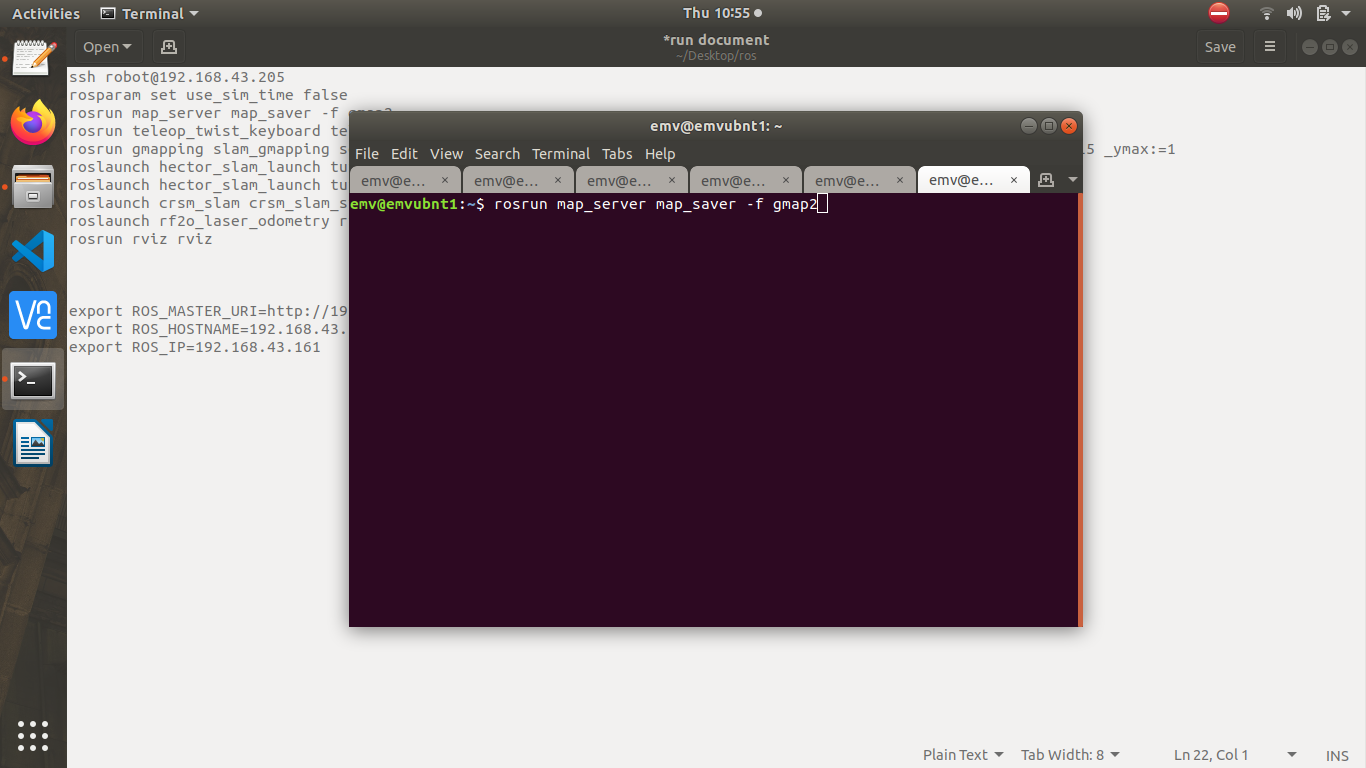 Activities Terminal Thu 10:55
Open *run document Save
~/Desktop/ros
ssh robot@192.168.43.205
rosparam set use_sim_time false
rosrun map_server map_saver -f
rosrun teleop_twist_keyboard te
rosrun gmapping slam_gmapping s
_ymax:=1
roslaunch hector_slam_launch tu
roslaunch hector_slam_launch tu
roslaunch crsm_slam crsm_slam_s
roslaunch rf2o_laser_odometry r
rosrun rviz rviz
export ROS_MASTER_URI=http://19
export ROS_HOSTNAME=192.168.43.
export ROS_IP=192.168.43.161
emv@emvubnt1: ~
File Edit View Search Terminal Tabs Help
emv@e... emv@e... emv@e... emv@e... emv@e... emv@e...
emv@emvubnt1:~$ rosrun map_server map_saver -f gmap2
Plain Text Tab Width: 8 Ln 22, Col 1 INS